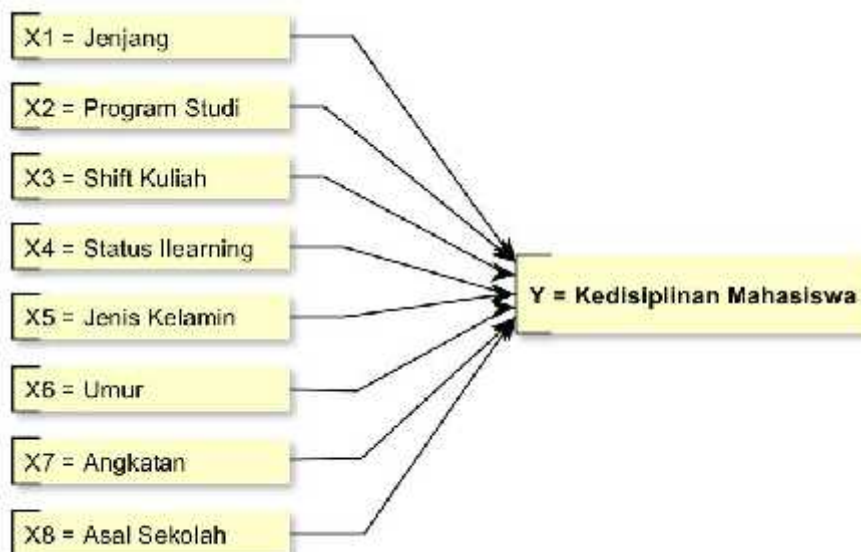 X1 = Jenjang
X2 = Program Studi
X3 = Shift Kuliah
X4 = Status Ilearning
X5 = Jenis Kelamin
X6 = Umur
X7 = Angkatan
X8 = Asal Sekolah
Y = Kedisiplinan Mahasiswa